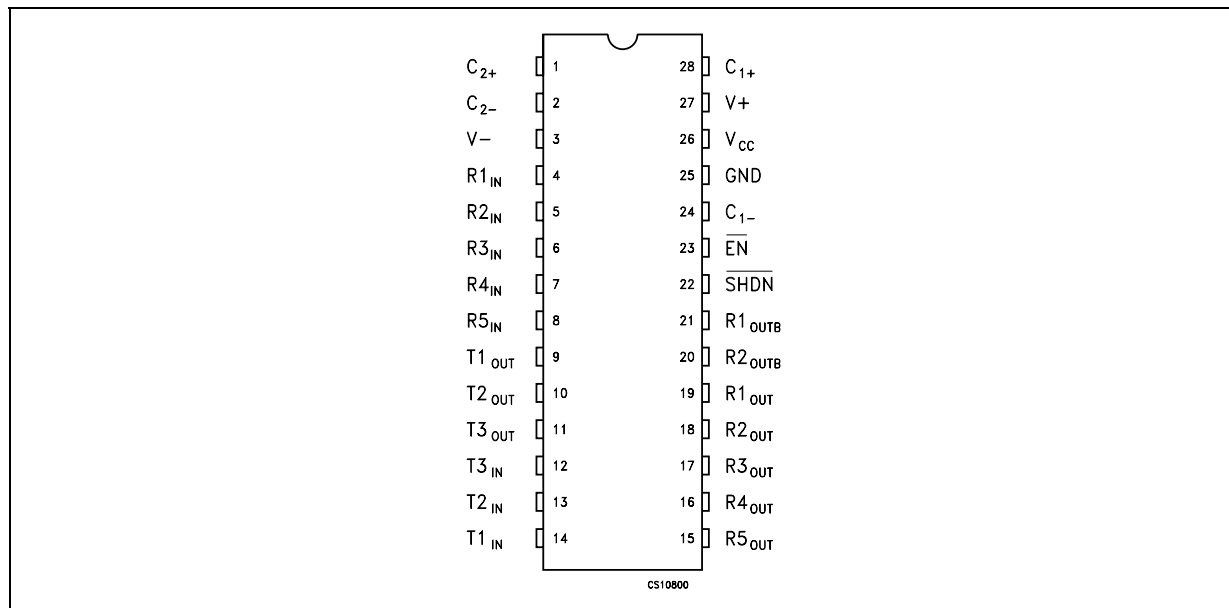 C2+ 1 28 C1+
C2- 2 27 V+
V- 3 26 VCC
R1IN 4 25 GND
R2IN 5 24 C1-
R3IN 6 23 EN
R4IN 7 22 SHDN
R5IN 8 21 R1OUTB
T1OUT 9 20 R2OUTB
T2OUT 10 19 R1OUT
T3OUT 11 18 R2OUT
T3IN 12 17 R3OUT
T2IN 13 16 R4OUT
T1IN 14 15 R5OUT
CS10800